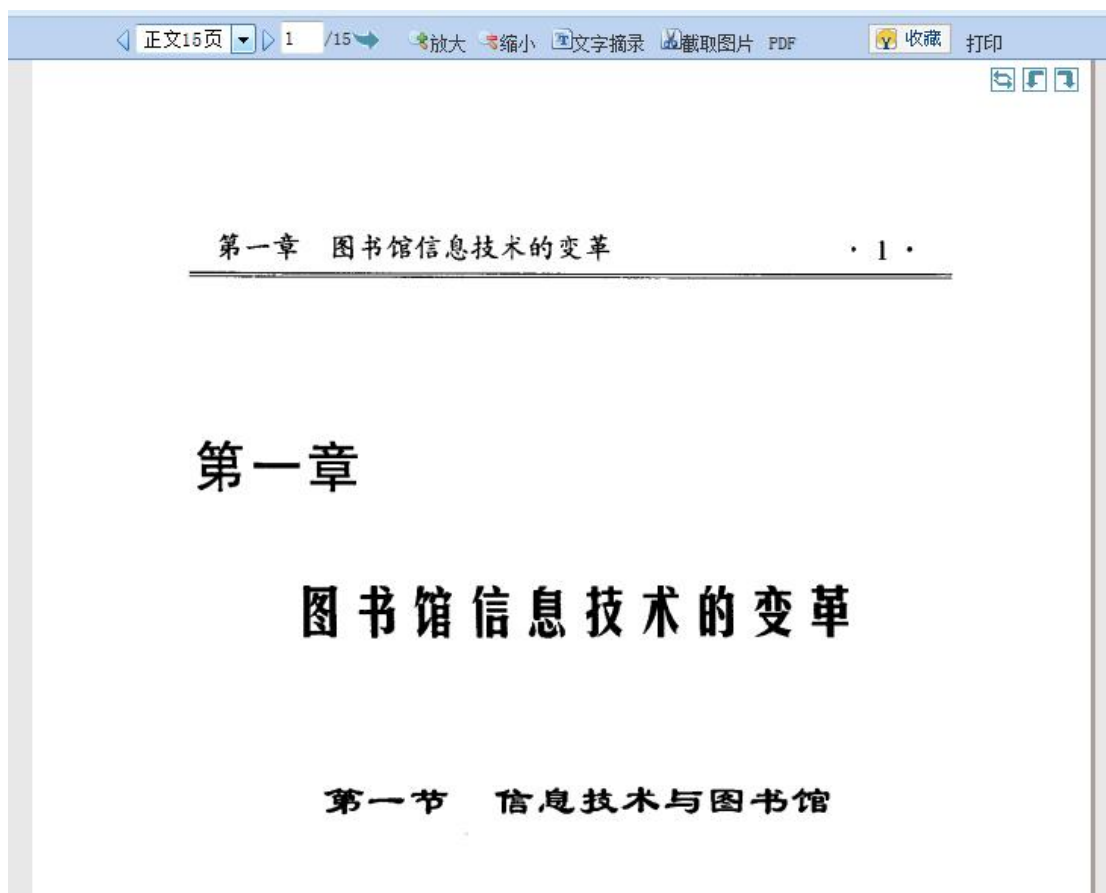 正文15页 1 /15 放大 缩小 文字摘录 截取图片 PDF 收藏 打印
第一章 图书馆信息技术的变革 · 1 ·
第一章
图书馆信息技术的变革
第一节 信息技术与图书馆